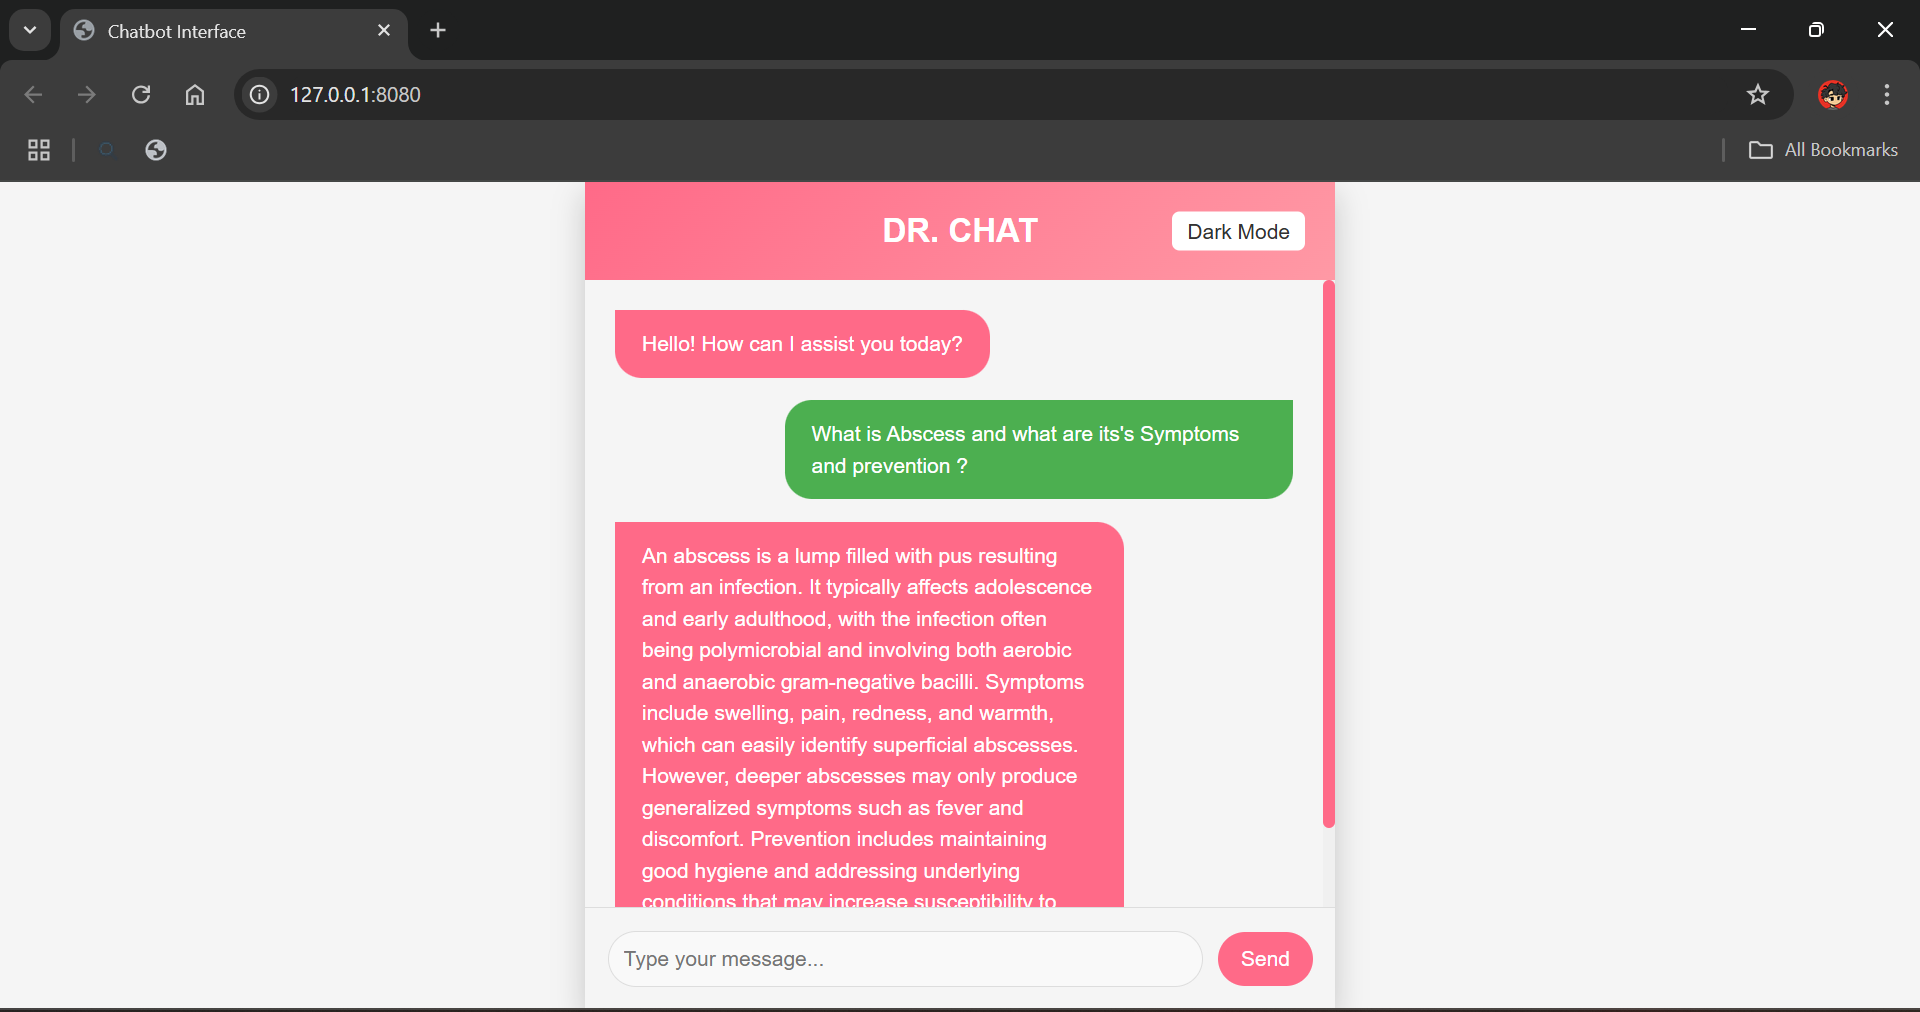 Chatbot Interface
127.0.0.1:8080
All Bookmarks
DR. CHAT
Dark Mode
Hello! How can I assist you today?
What is Abscess and what are its's Symptoms
and prevention ?
An abscess is a lump filled with pus resulting
from an infection. It typically affects adolescence
and early adulthood, with the infection often
being polymicrobial and involving both aerobic
and anaerobic gram-negative bacilli. Symptoms
include swelling, pain, redness, and warmth,
which can easily identify superficial abscesses.
However, deeper abscesses may only produce
generalized symptoms such as fever and
discomfort. Prevention includes maintaining
good hygiene and addressing underlying
conditions that may increase susceptibility to
Type your message...
Send